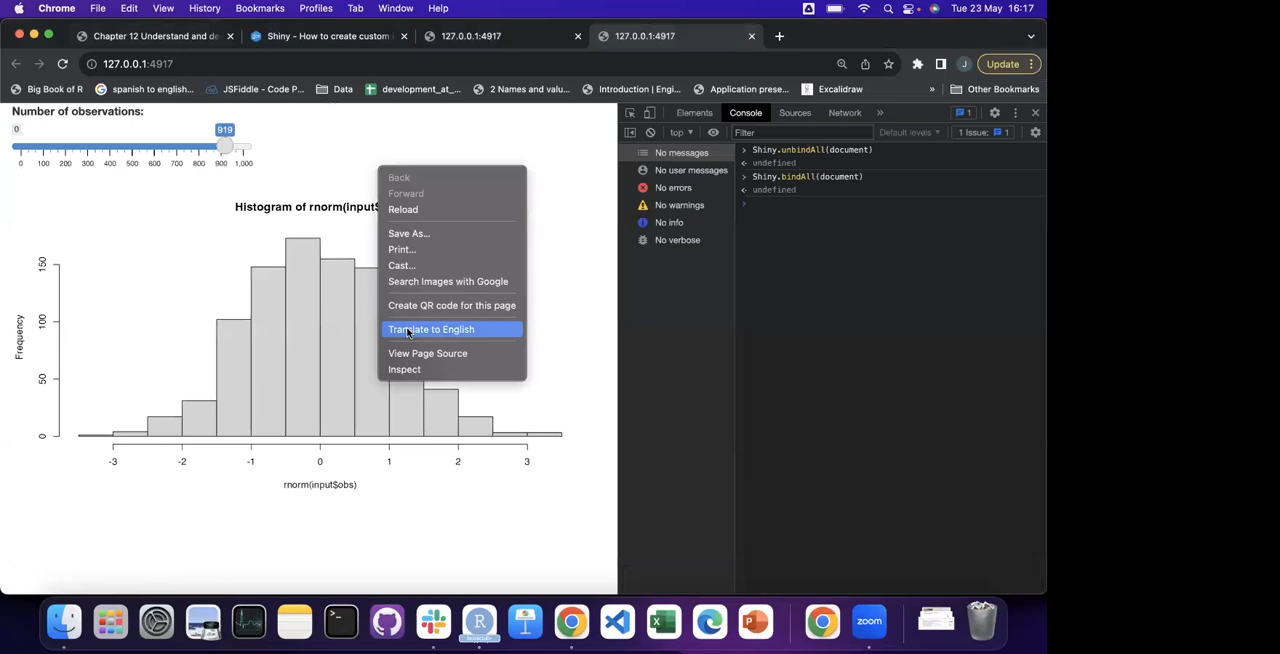 Chrome File Edit View History Bookmarks Profiles Tab Window Help Tue 23 May 16:17
Chapter 12 Understand and de Shiny - How to create custom i 127.0.0.1:4917 127.0.0.1:4917
127.0.0.1:4917 J Update
Big Book of R spanish to english... JSFiddle - Code P... Data development_at_... 2 Names and valu... Introduction | Engi... Application prese... Excalidraw » Other Bookmarks
Number of observations:
0 919
0 100 200 300 400 500 600 700 800 900 1,000
Histogram of rnorm(input$
Frequency
150
100
50
0
-3 -2 -1 0 1 2 3
rnorm(input$obs)
Back
Forward
Reload
Save As...
Print...
Cast...
Search Images with Google
Create QR code for this page
Translate to English
View Page Source
Inspect
Elements Console Sources Network » 1
top Filter Default levels 1 Issue: 1
No messages
No user messages
No errors
No warnings
No info
No verbose
> Shiny.unbindAll(document)
< undefined
> Shiny.bindAll(document)
< undefined
>
R
zoom